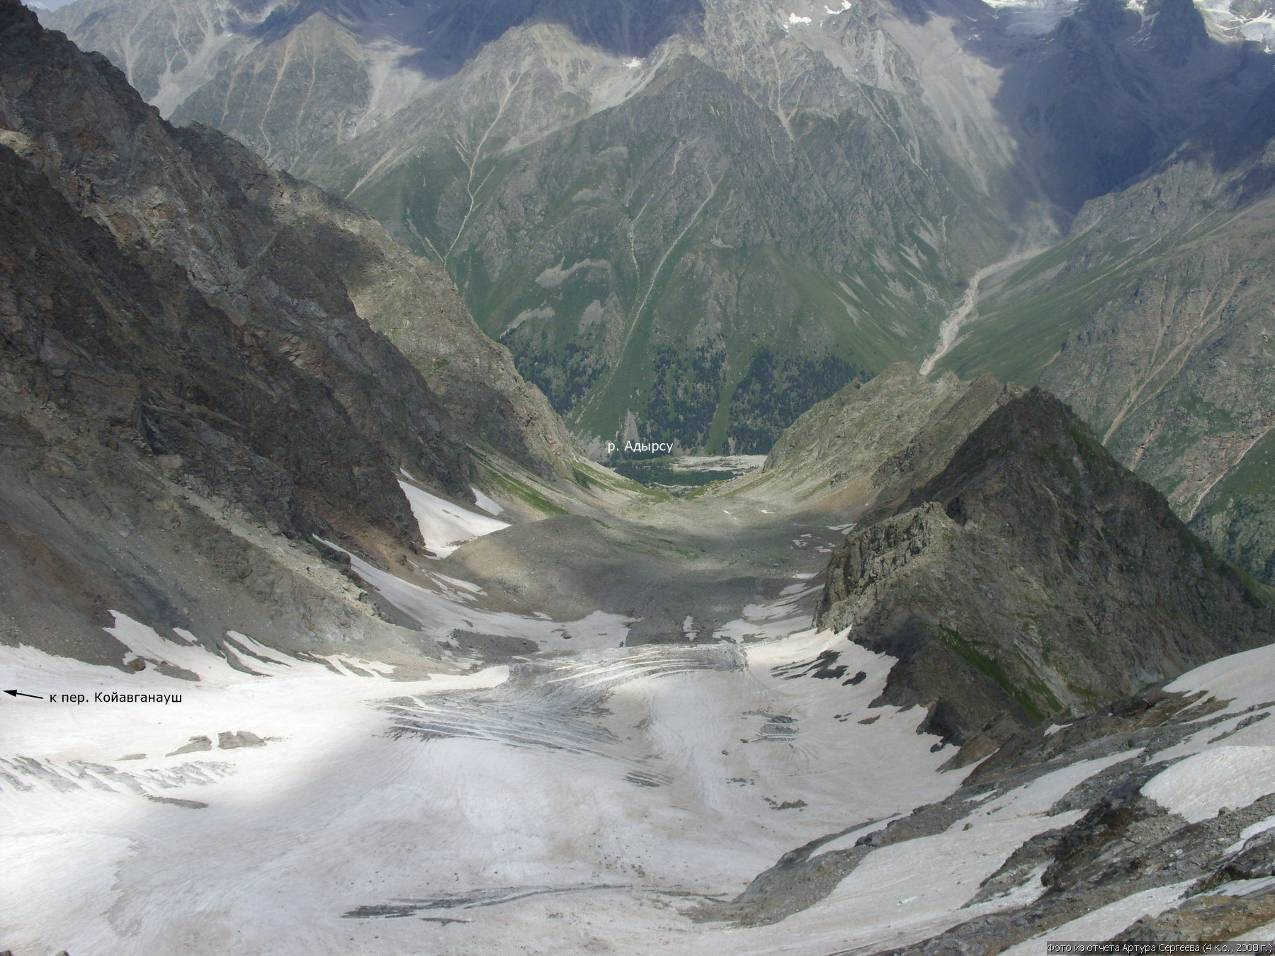 р. Адырсу
к пер. Койавганауш
Фото из отчета Артура Сергеева (4 к.с., 2008 г.)